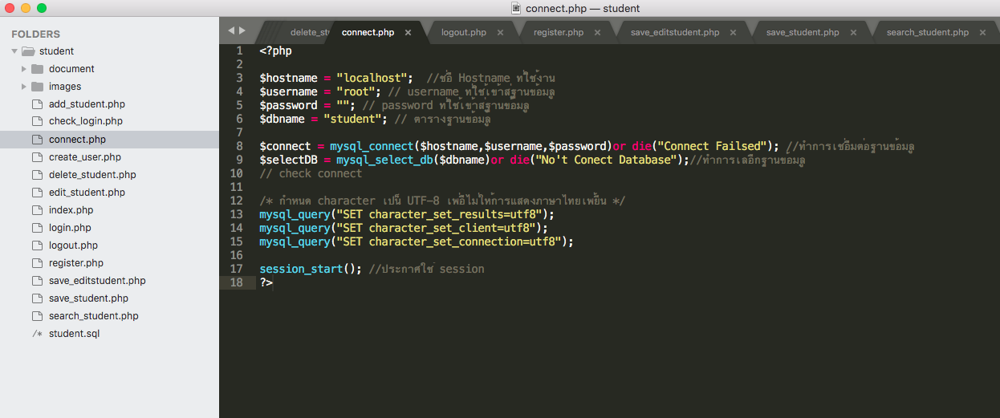 connect.php — student
FOLDERS
student
document
images
add_student.php
check_login.php
connect.php
create_user.php
delete_student.php
edit_student.php
index.php
login.php
logout.php
register.php
save_editstudent.php
save_student.php
search_student.php
/* student.sql
delete_st connect.php × logout.php × register.php × save_editstudent.php × save_student.php × search_student.php ×
1 <?php
2
3 $hostname = "localhost";  //ชื่อ Hostname ที่ใช้งาน
4 $username = "root"; // username ที่ใช้เข้าสู่ฐานข้อมูล
5 $password = ""; // password ที่ใช้เข้าสู่ฐานข้อมูล
6 $dbname = "student"; // ตารางฐานข้อมูล
7
8 $connect = mysql_connect($hostname,$username,$password)or die("Connect Failsed"); //ทำการเชื่อมต่อฐานข้อมูล
9 $selectDB = mysql_select_db($dbname)or die("No't Conect Database");//ทำการเลือกฐานข้อมูล
10 // check connect
11
12 /* กำหนด character เป็น UTF-8 เพื่อไม่ให้การแสดงภาษาไทยเพี้ยน */
13 mysql_query("SET character_set_results=utf8");
14 mysql_query("SET character_set_client=utf8");
15 mysql_query("SET character_set_connection=utf8");
16
17 session_start(); //ประกาศใช้ session
18 ?>